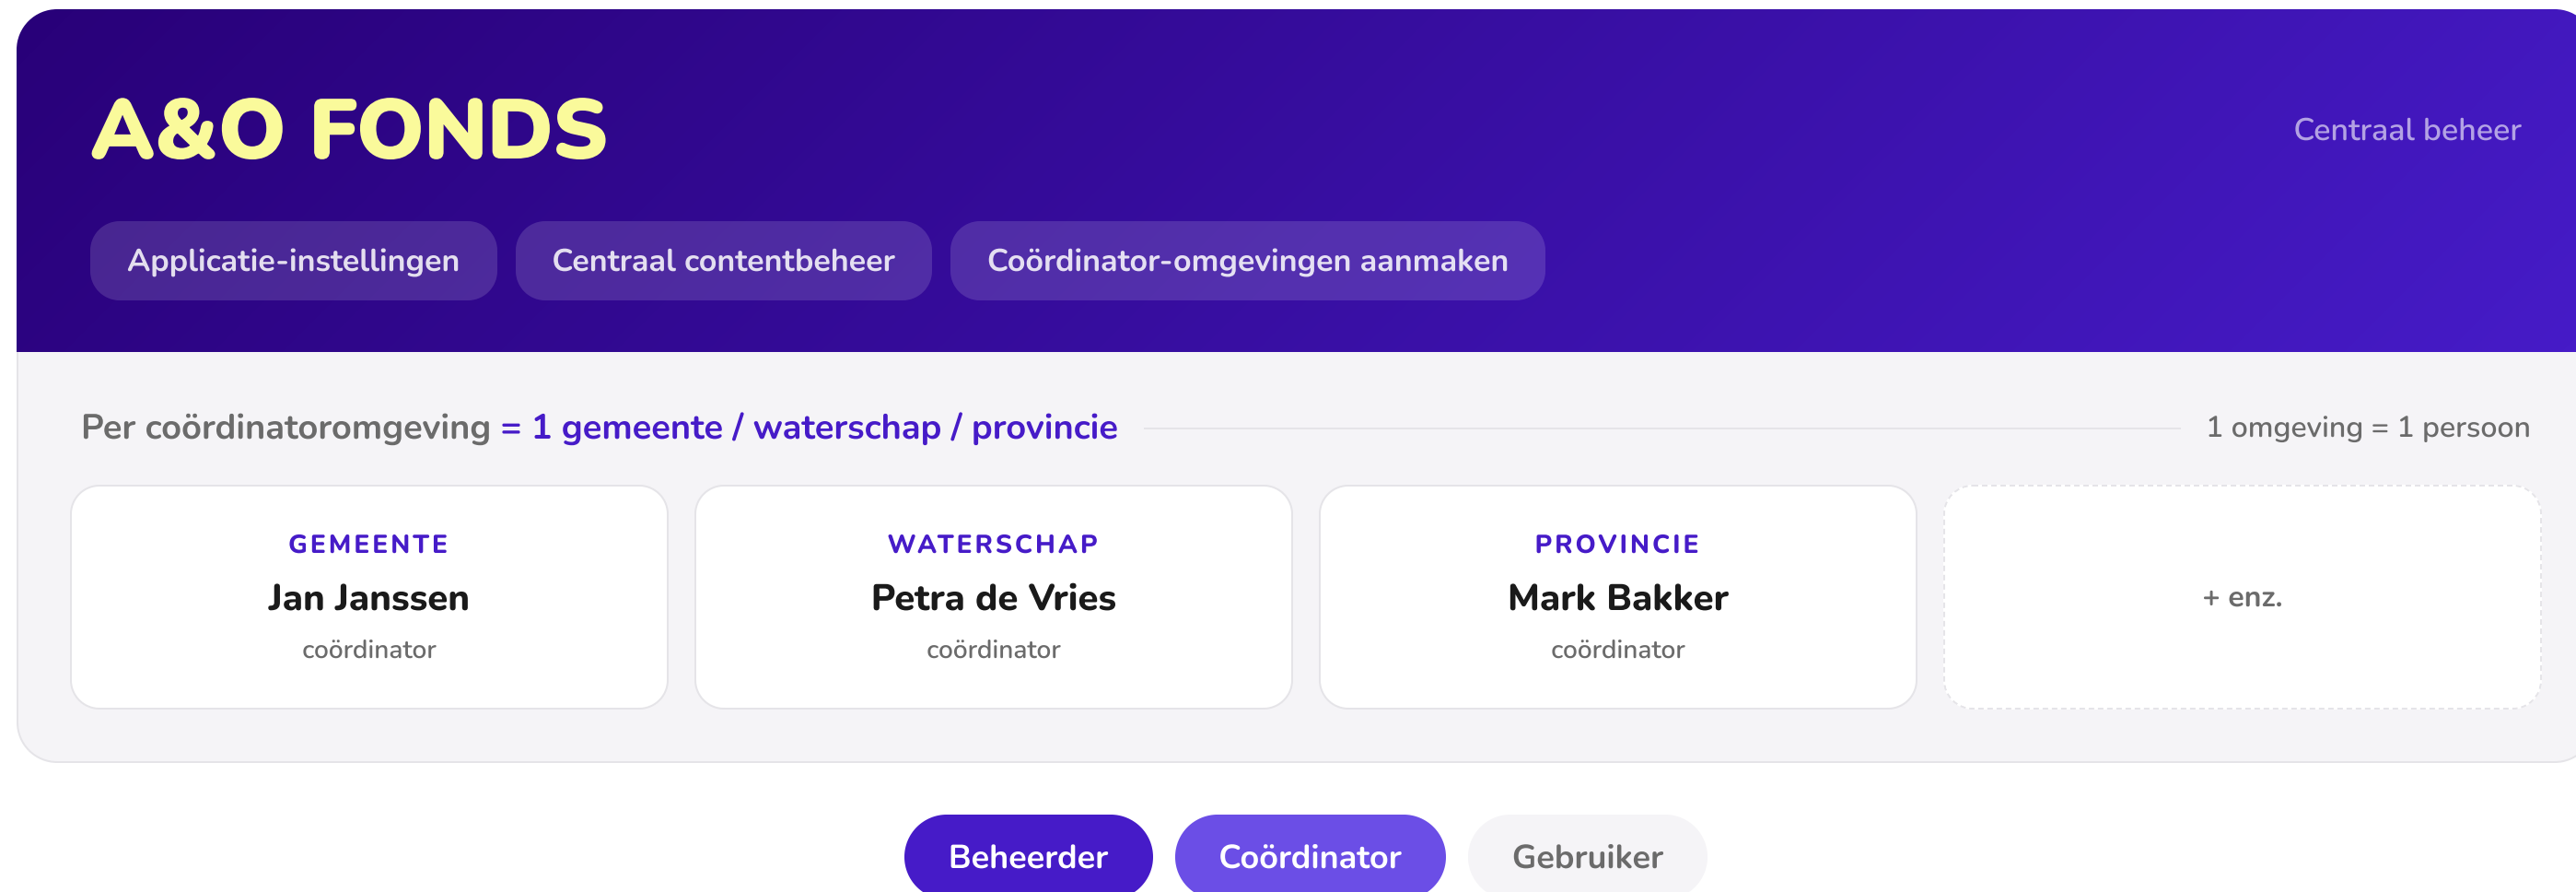 A&O FONDS
Centraal beheer
Applicatie-instellingen
Centraal contentbeheer
Coördinator-omgevingen aanmaken
Per coördinatoromgeving = 1 gemeente / waterschap / provincie
1 omgeving = 1 persoon
GEMEENTE
Jan Janssen
coördinator
WATERSCHAP
Petra de Vries
coördinator
PROVINCIE
Mark Bakker
coördinator
+ enz.
Beheerder
Coördinator
Gebruiker